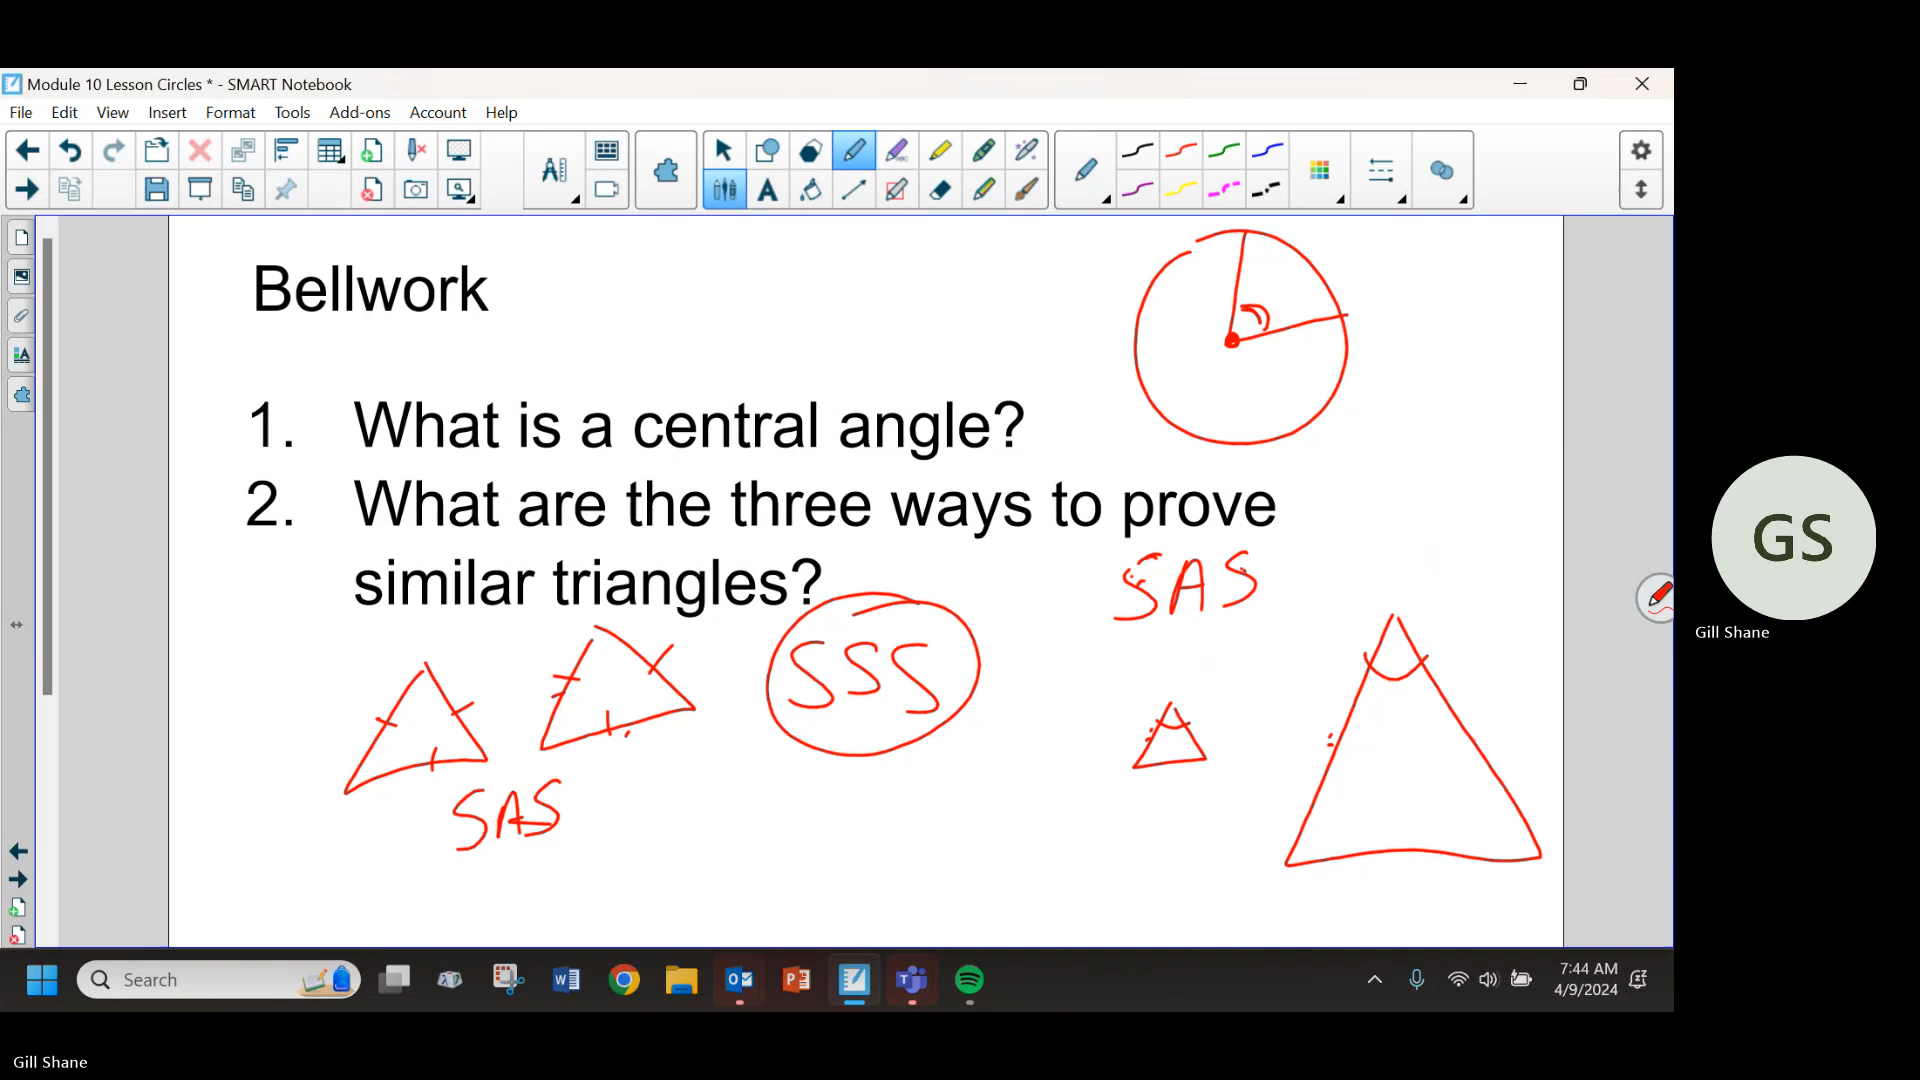 Module 10 Lesson Circles * - SMART Notebook
File Edit View Insert Format Tools Add-ons Account Help
Bellwork
1. What is a central angle?
2. What are the three ways to prove
similar triangles?
SAS
SSS
SAS
GS
Gill Shane
Search
7:44 AM
4/9/2024
Gill Shane